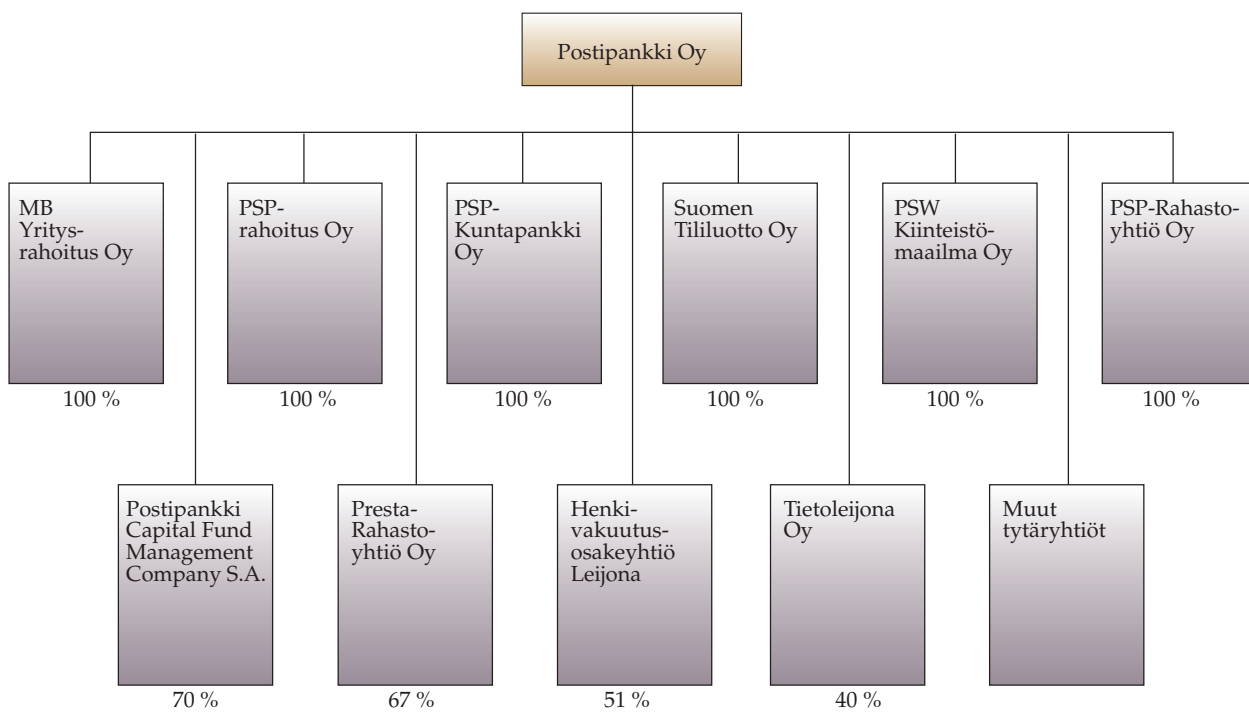 Postipankki Oy
MB
Yritys-
rahoitus Oy
100 %
PSP-
rahoitus Oy
100 %
PSP-
Kuntapankki
Oy
100 %
Suomen
Tililuotto Oy
100 %
PSW
Kiinteistö-
maailma Oy
100 %
PSP-Rahasto-
yhtiö Oy
100 %
Postipankki
Capital Fund
Management
Company S.A.
70 %
Presta-
Rahasto-
yhtiö Oy
67 %
Henki-
vakuutus-
osakeyhtiö
Leijona
51 %
Tietoleijona
Oy
40 %
Muut
tytäryhtiöt